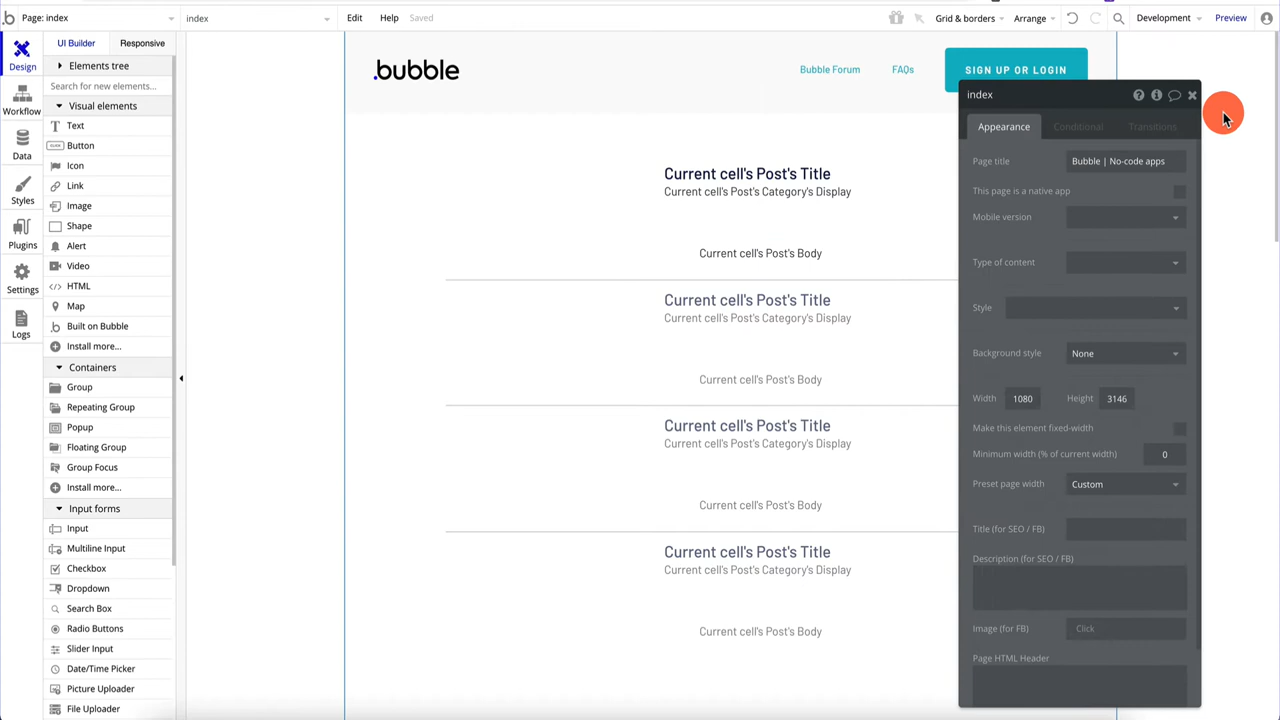 Page: index
index
Edit
Help
Saved
Grid & borders
Arrange
Development
Preview
Design
Workflow
Data
Styles
Plugins
Settings
Logs
UI Builder
Responsive
Elements tree
Search for new elements...
Visual elements
Text
CLICK Button
Icon
Link
Image
Shape
Alert
Video
</> HTML
Map
Built on Bubble
Install more...
Containers
Group
Repeating Group
Popup
Floating Group
Group Focus
Install more...
Input forms
Input
Multiline Input
Checkbox
Dropdown
Search Box
Radio Buttons
Slider Input
Date/Time Picker
Picture Uploader
File Uploader
.bubble
Bubble Forum
FAQs
SIGN UP OR LOGIN
Current cell's Post's Title
Current cell's Post's Category's Display
Current cell's Post's Body
Current cell's Post's Title
Current cell's Post's Category's Display
Current cell's Post's Body
Current cell's Post's Title
Current cell's Post's Category's Display
Current cell's Post's Body
Current cell's Post's Title
Current cell's Post's Category's Display
Current cell's Post's Body
index
Appearance
Conditional
Transitions
Page title
Bubble | No-code apps
This page is a native app
Mobile version
Type of content
Style
Background style
None
Width 1080 Height 3146
Make this element fixed-width
Minimum width (% of current width) 0
Preset page width
Custom
Title (for SEO / FB)
Description (for SEO / FB)
Image (for FB)
Click
Page HTML Header